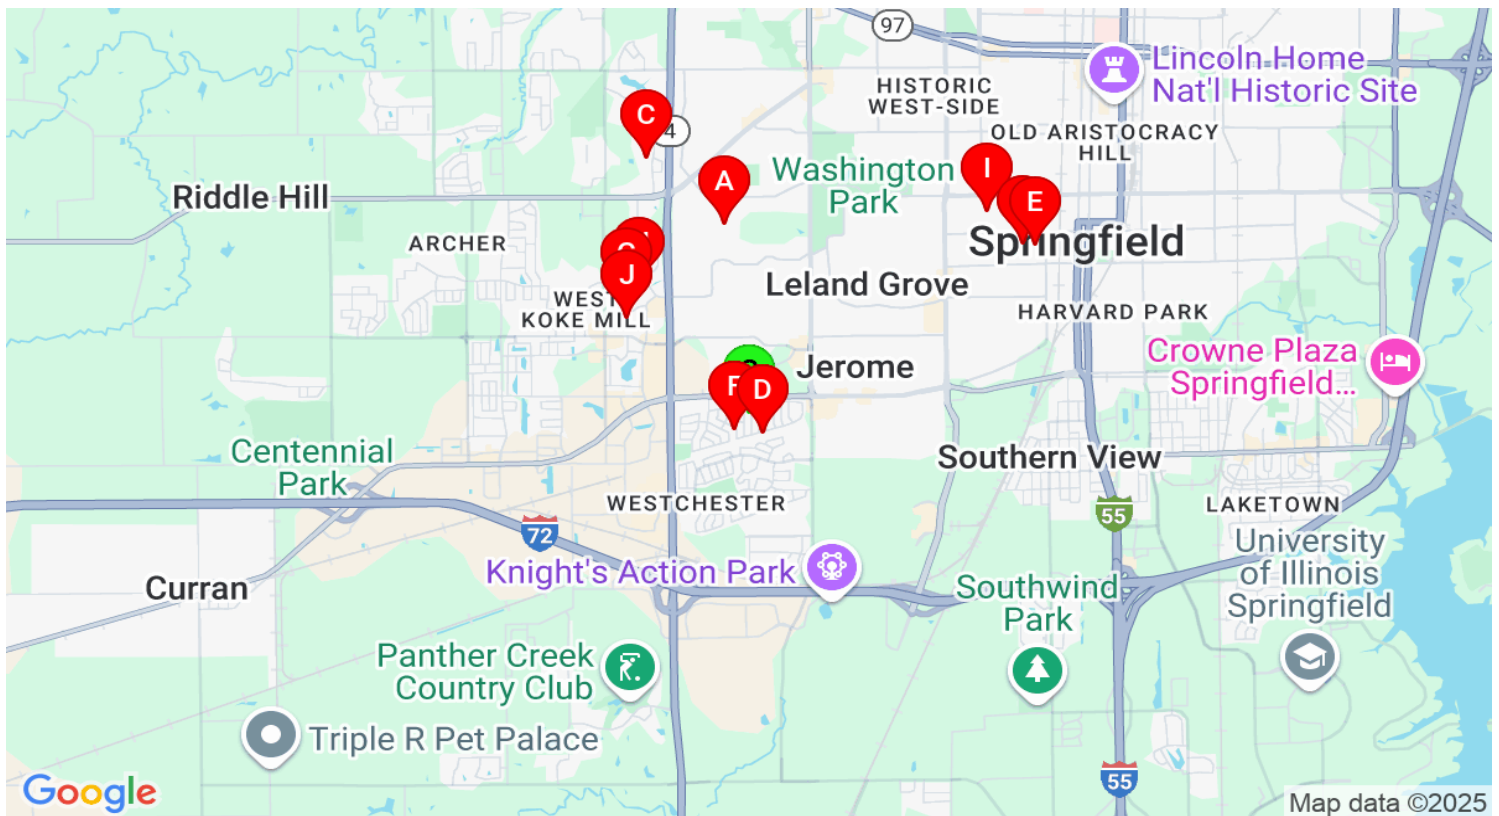 97
Lincoln Home
Nat'l Historic Site
HISTORIC
WEST-SIDE
OLD ARISTOCRACY
HILL
C
4
A
Washington
Park
I
E
Riddle Hill
ARCHER
Springfield
J
WEST
KOKE MILL
Leland Grove
HARVARD PARK
Crowne Plaza
Springfield...
Jerome
D
Centennial
Park
Southern View
WESTCHESTER
LAKETOWN
72
55
Knight's Action Park
University
of Illinois
Springfield
Curran
Southwind
Park
Panther Creek
Country Club
Triple R Pet Palace
55
Google
Map data ©2025